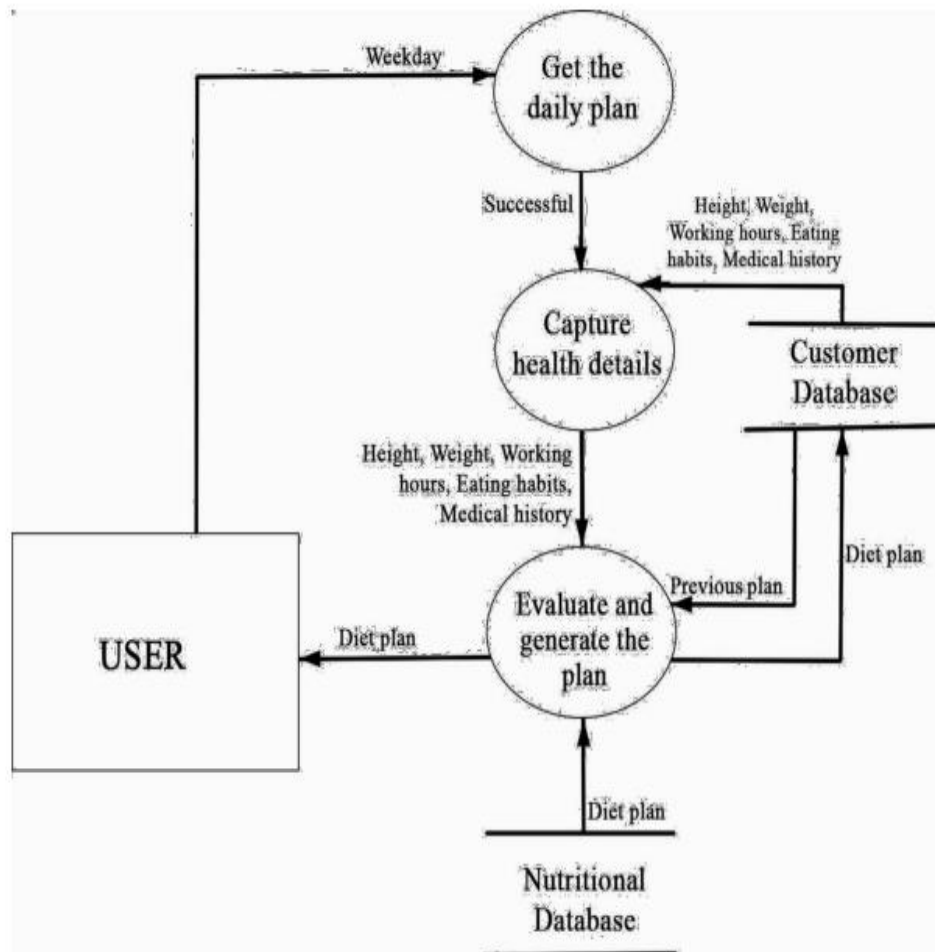 Weekday
Get the
daily plan
Successful
Height, Weight,
Working hours, Eating
habits, Medical history
Capture
health details
Customer
Database
Height, Weight, Working
hours, Eating habits,
Medical history
Diet plan
Previous plan
Evaluate and
generate the
plan
Diet plan
USER
Diet plan
Nutritional
Database